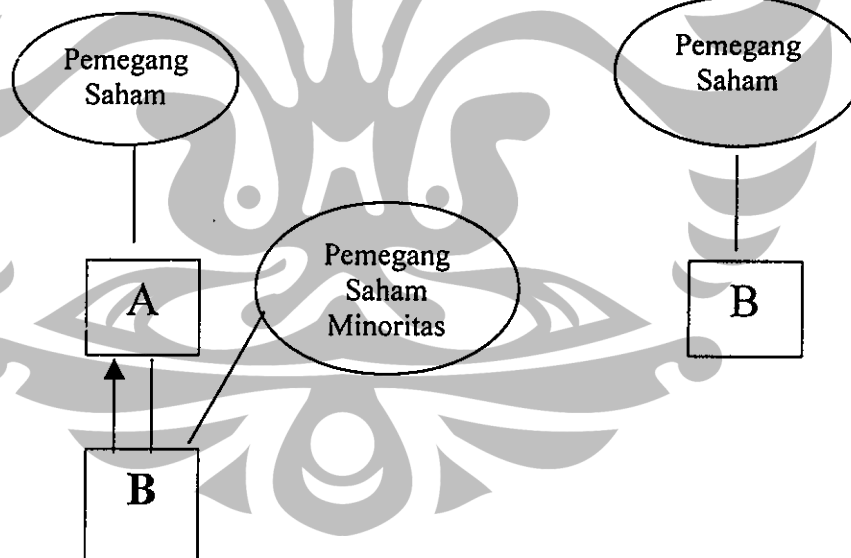 Pemegang
Saham
Pemegang
Saham
Pemegang
Saham
Minoritas
A
B
B